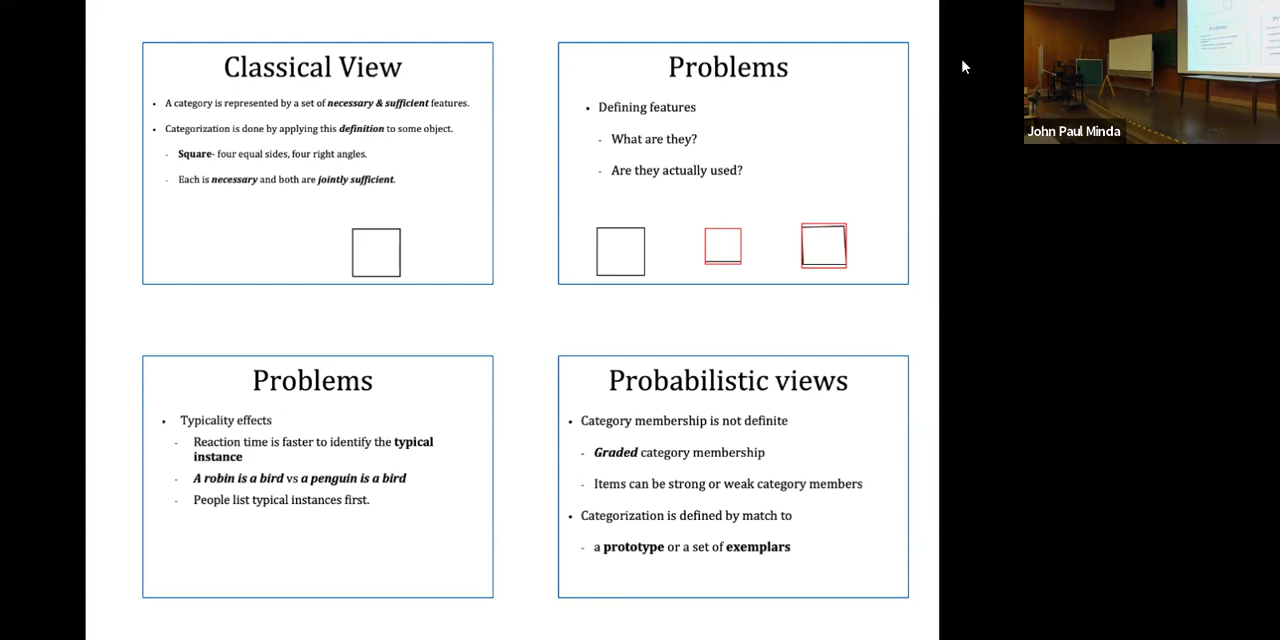 Classical View
• A category is represented by a set of necessary & sufficient features.
• Categorization is done by applying this definition to some object.
- Square- four equal sides, four right angles.
- Each is necessary and both are jointly sufficient.
Problems
• Defining features
- What are they?
- Are they actually used?
Problems
• Typicality effects
- Reaction time is faster to identify the typical
instance
- A robin is a bird vs a penguin is a bird
- People list typical instances first.
Probabilistic views
• Category membership is not definite
- Graded category membership
- Items can be strong or weak category members
• Categorization is defined by match to
- a prototype or a set of exemplars
John Paul Minda